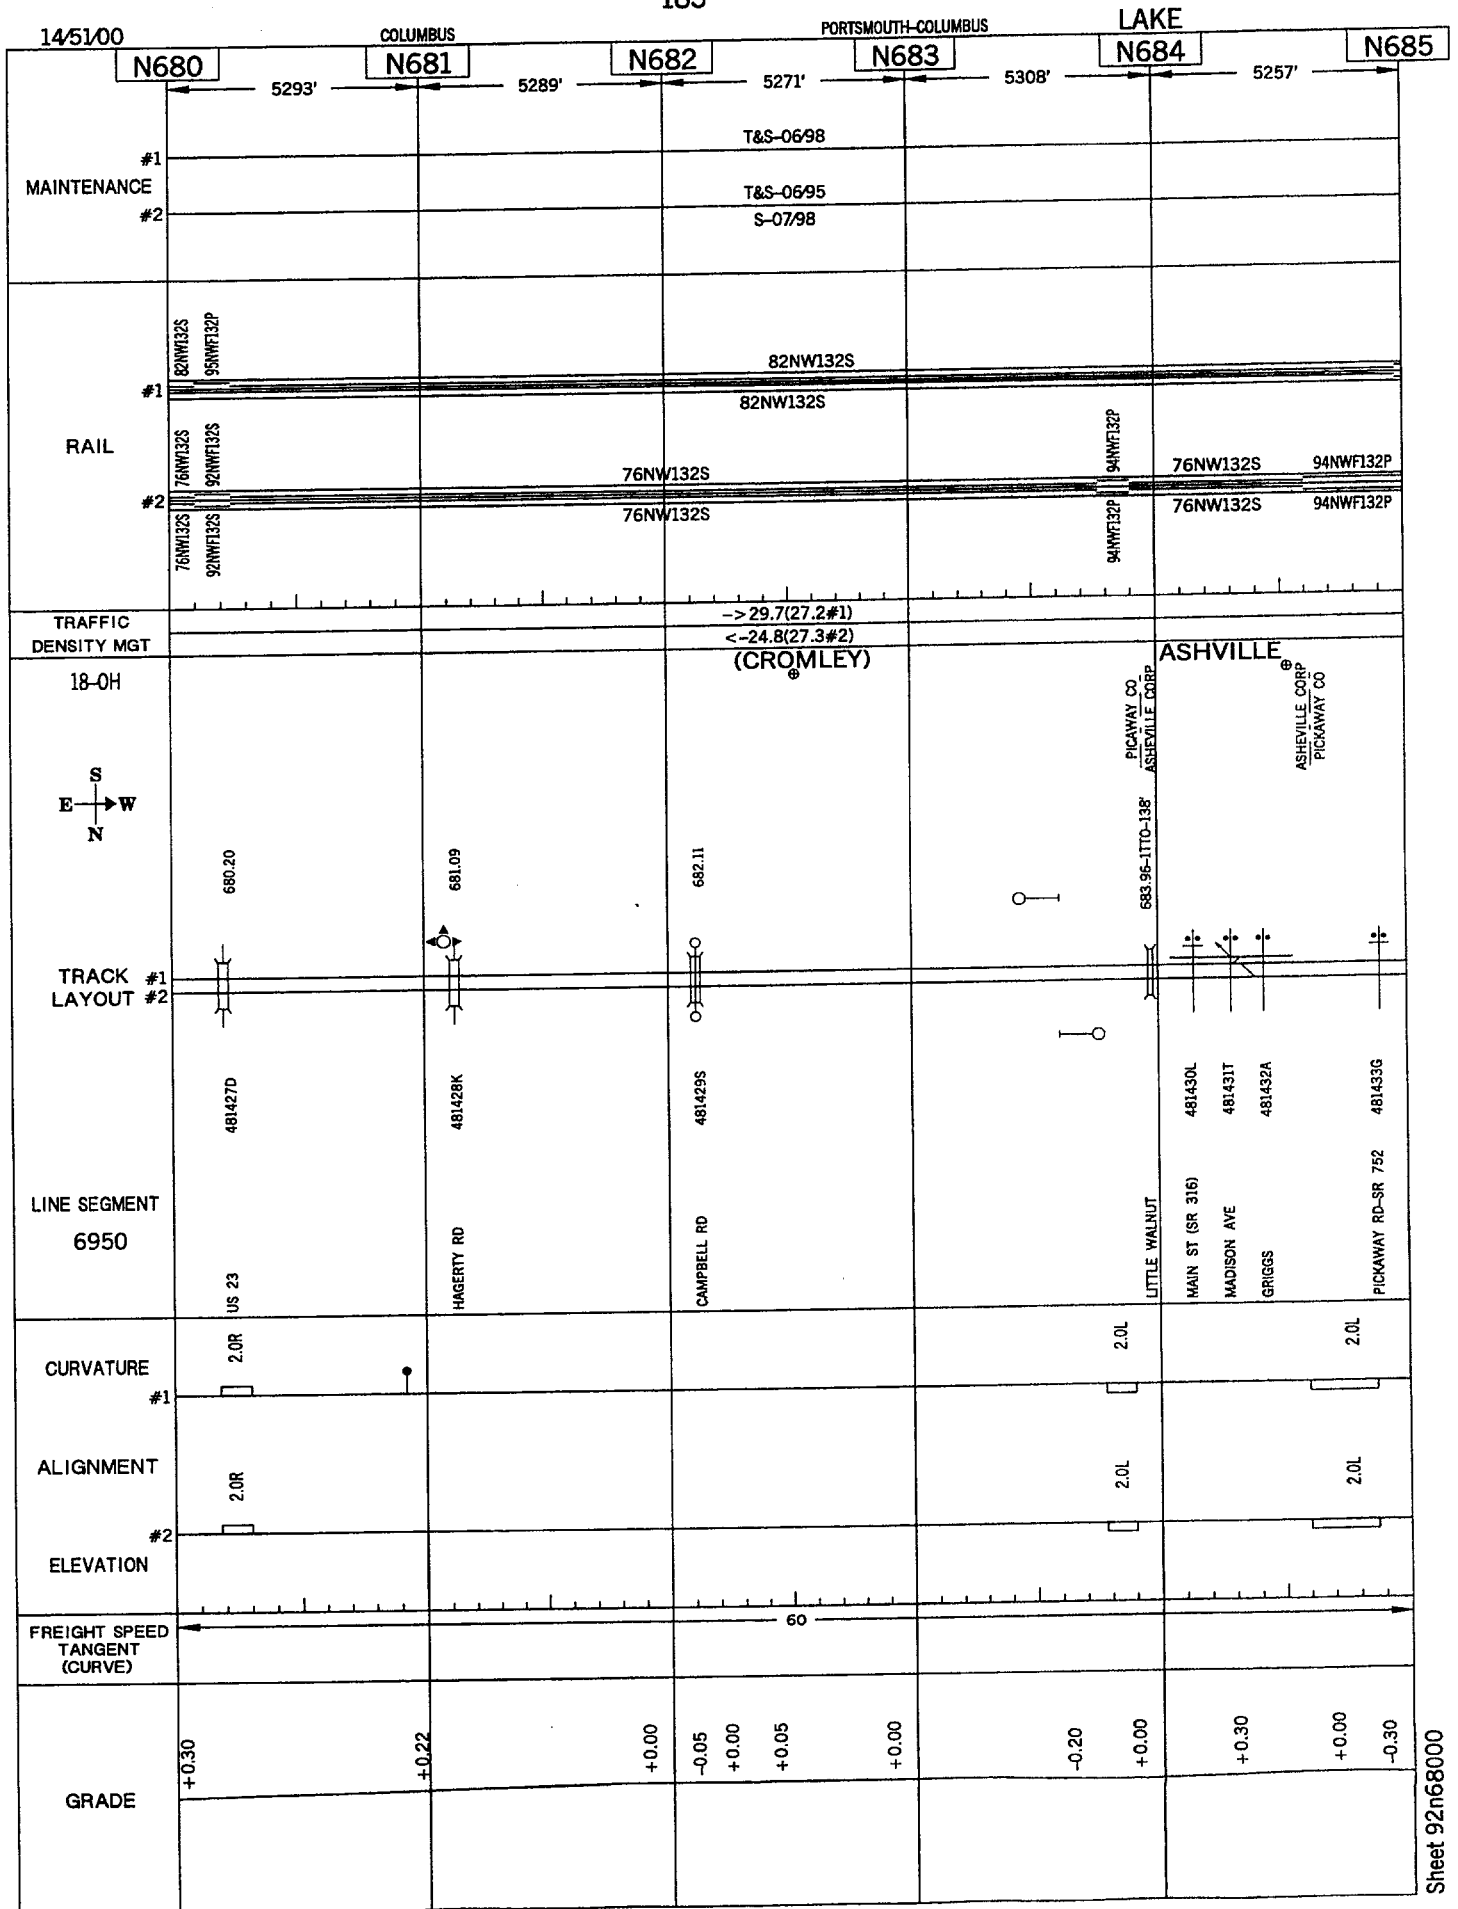 14/51/00
COLUMBUS
PORTSMOUTH-COLUMBUS
LAKE
N680
N681
N682
N683
N684
N685
5293'
5289'
5271'
5308'
5257'
#1
T&S-06/98
MAINTENANCE
T&S-06/95
#2
S-07/98
82NW132S
95NWF132P
82NW132S
#1
82NW132S
RAIL
76NW132S
92NWF132S
94NWF132P
76NW132S
76NW132S
94NWF132P
#2
76NW132S
76NW132S
94NWF132P
76NW132S
92NWF132S
94NWF132P
TRAFFIC
DENSITY MGT
->29.7(27.2#1)
<-24.8(27.3#2)
(CROMLEY)
ASHVILLE
18-OH
PICAWAY CO
ASHEVILLE CORP
ASHEVILLE CORP
PICKAWAY CO
S
E W
N
680.20
681.09
682.11
683.96-1TTO-138'
TRACK #1
LAYOUT #2
481427D
481428K
481429S
481430L
481431T
481432A
481433G
LINE SEGMENT
6950
US 23
HAGERTY RD
CAMPBELL RD
LITTLE WALNUT
MAIN ST (SR 316)
MADISON AVE
GRIGGS
PICKAWAY RD-SR 752
CURVATURE
2.0R
2.0L
2.0L
#1
ALIGNMENT
2.0R
2.0L
2.0L
#2
ELEVATION
FREIGHT SPEED
TANGENT
(CURVE)
60
GRADE
+0.30
+0.22
+0.00
-0.05
+0.00
+0.05
+0.00
-0.20
+0.00
+0.30
+0.00
-0.30
Sheet 92n68000